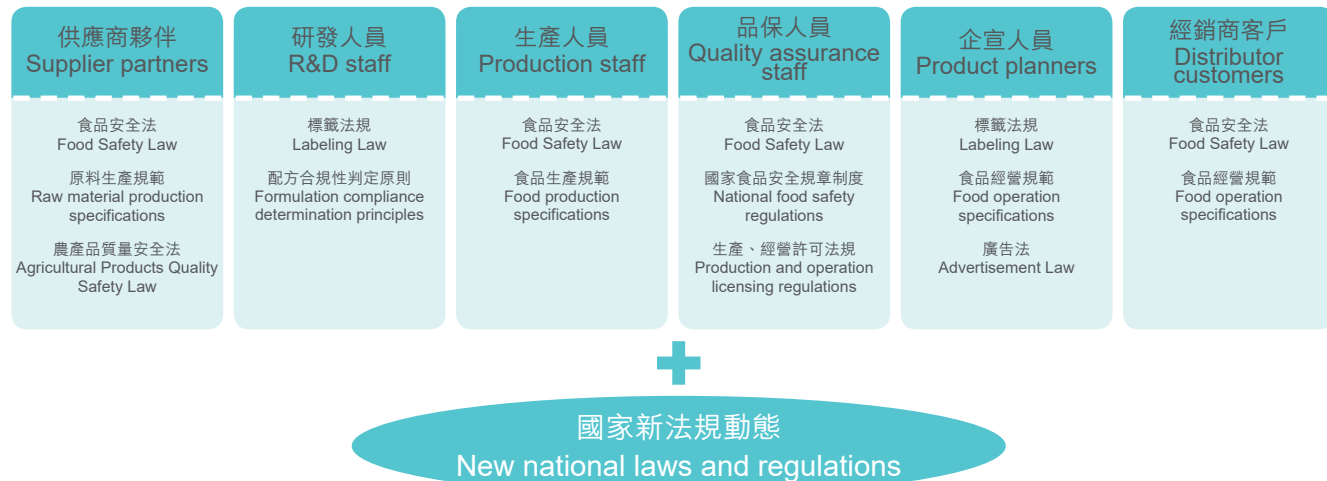 供應商夥伴
Supplier partners
食品安全法
Food Safety Law
原料生產規範
Raw material production
specifications
農產品質量安全法
Agricultural Products Quality
Safety Law
研發人員
R&D staff
標籤法規
Labeling Law
配方合規性判定原則
Formulation compliance
determination principles
生產人員
Production staff
食品安全法
Food Safety Law
食品生產規範
Food production
specifications
品保人員
Quality assurance
staff
食品安全法
Food Safety Law
國家食品安全規章制度
National food safety
regulations
生產、經營許可法規
Production and operation
licensing regulations
企宣人員
Product planners
標籤法規
Labeling Law
食品經營規範
Food operation
specifications
廣告法
Advertisement Law
經銷商客戶
Distributor
customers
食品安全法
Food Safety Law
食品經營規範
Food operation
specifications
國家新法規動態
New national laws and regulations